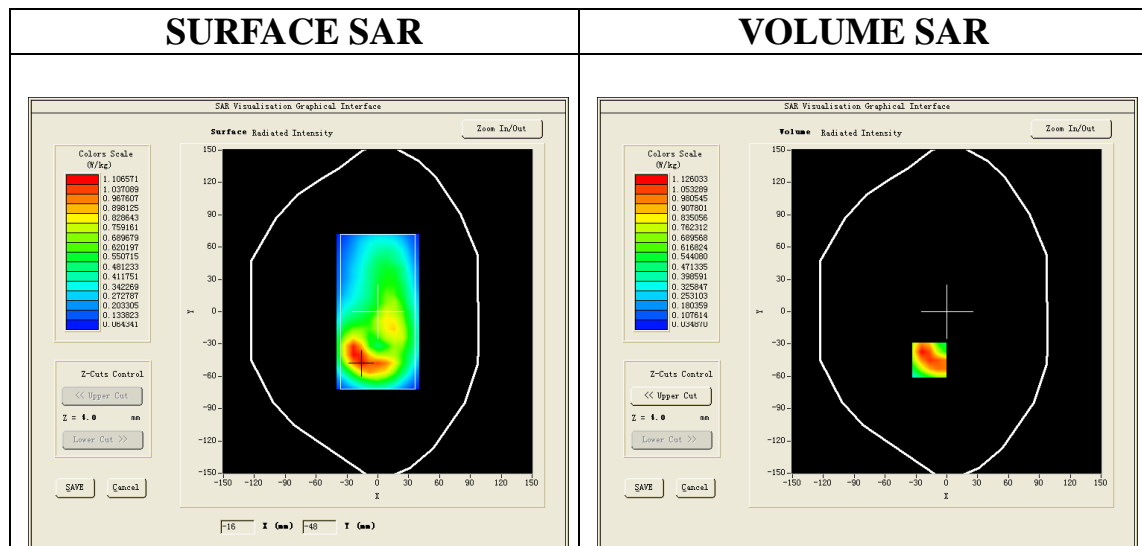 SURFACE SAR
SAR Visualisation Graphical Interface
Surface Radiated Intensity
Zoom In/Out
Colors Scale
(W/kg)
1.106571
1.037089
0.967607
0.898125
0.828643
0.759161
0.689679
0.620197
0.550715
0.481233
0.411751
0.342269
0.272787
0.203305
0.133823
0.064341
Z-Cuts Control
<< Upper Cut
Z = 4.0 mm
Lower Cut >>
SAVE
Cancel
150
120
90
60
30
0
-30
-60
-90
-120
-150
Y
-150 -120 -90 -60 -30 0 30 60 90 120 150
X
-16 X (mm) -48 Y (mm)
VOLUME SAR
SAR Visualisation Graphical Interface
Volume Radiated Intensity
Zoom In/Out
Colors Scale
(W/kg)
1.126033
1.053289
0.980545
0.907801
0.835056
0.762312
0.689568
0.616824
0.544080
0.471335
0.398591
0.325847
0.253103
0.180359
0.107614
0.034870
Z-Cuts Control
<< Upper Cut
Z = 4.0 mm
Lower Cut >>
SAVE
Cancel
150
120
90
60
30
0
-30
-60
-90
-120
-150
Y
-150 -120 -90 -60 -30 0 30 60 90 120 150
X